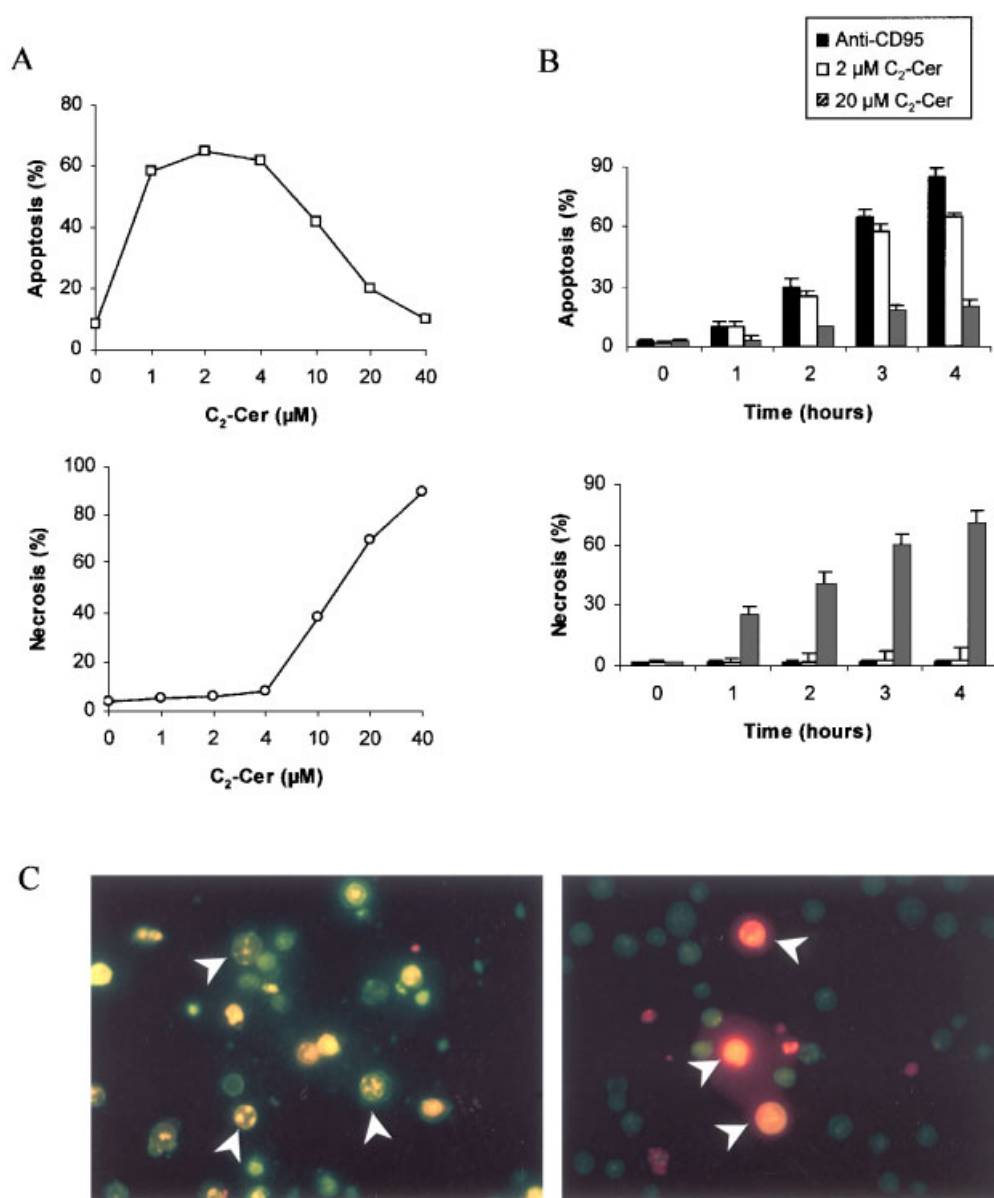 A
80
60
40
20
0
Apoptosis (%)
0 1 2 4 10 20 40
C₂-Cer (µM)
100
80
60
40
20
0
Necrosis (%)
0 1 2 4 10 20 40
C₂-Cer (µM)
B
Anti-CD95
2 µM C₂-Cer
20 µM C₂-Cer
90
60
30
0
Apoptosis (%)
0 1 2 3 4
Time (hours)
90
60
30
0
Necrosis (%)
0 1 2 3 4
Time (hours)
C